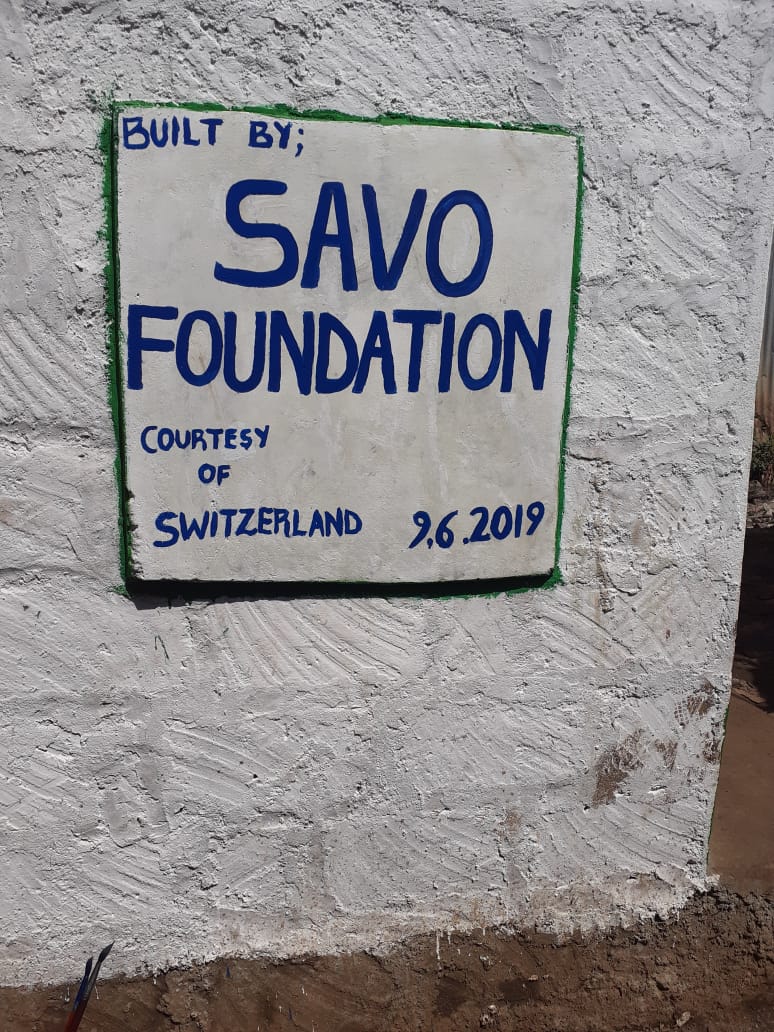 BUILT BY;
SAVO
FOUNDATION
COURTESY
OF
SWITZERLAND 9.6.2019